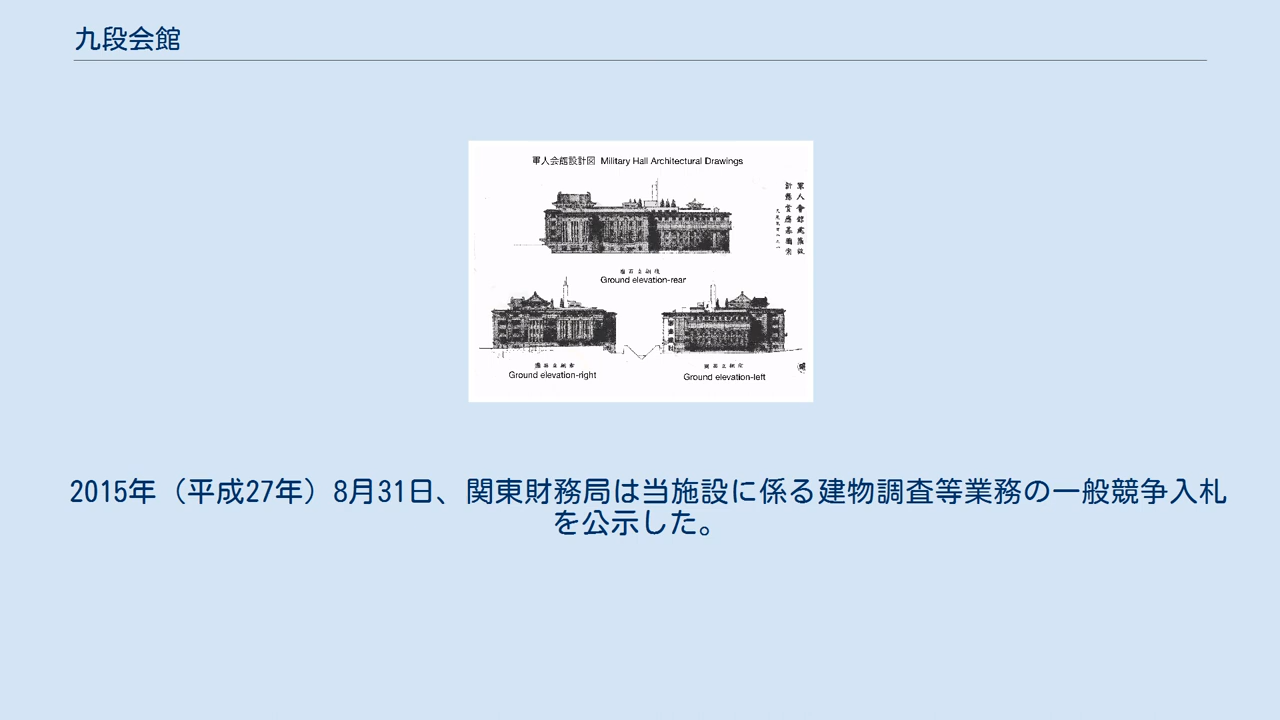 九段会館
軍人会館設計図 Military Hall Architectural Drawings
Ground elevation-rear
Ground elevation-right
Ground elevation-left
2015年（平成27年）8月31日、関東財務局は当施設に係る建物調査等業務の一般競争入札
を公示した。